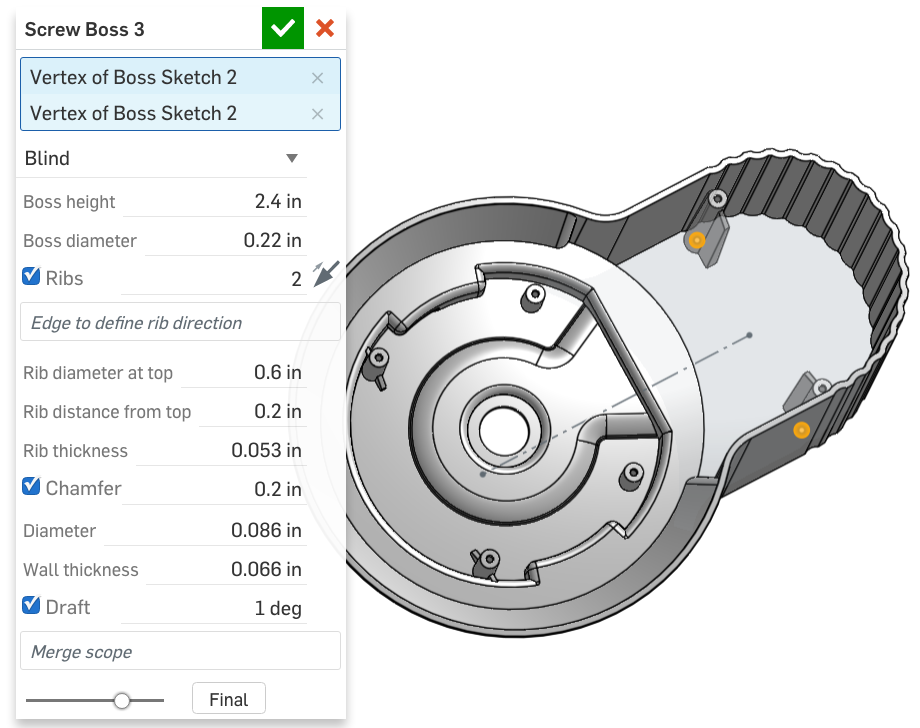 Screw Boss 3
Vertex of Boss Sketch 2
Vertex of Boss Sketch 2
Blind
Boss height 2.4 in
Boss diameter 0.22 in
Ribs 2
Edge to define rib direction
Rib diameter at top 0.6 in
Rib distance from top 0.2 in
Rib thickness 0.053 in
Chamfer 0.2 in
Diameter 0.086 in
Wall thickness 0.066 in
Draft 1 deg
Merge scope
Final